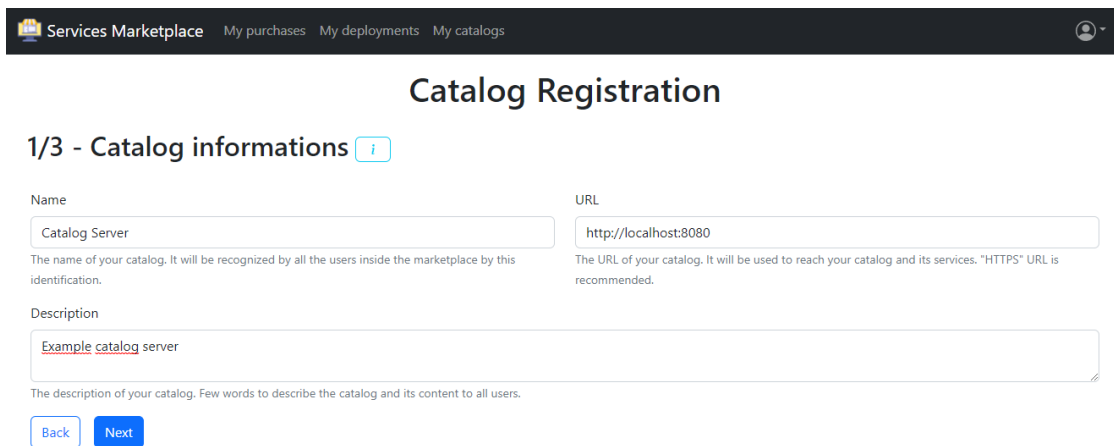 Services Marketplace My purchases My deployments My catalogs
Catalog Registration
1/3 - Catalog informations i
Name
Catalog Server
The name of your catalog. It will be recognized by all the users inside the marketplace by this
identification.
URL
http://localhost:8080
The URL of your catalog. It will be used to reach your catalog and its services. "HTTPS" URL is
recommended.
Description
Example catalog server
The description of your catalog. Few words to describe the catalog and its content to all users.
Back Next